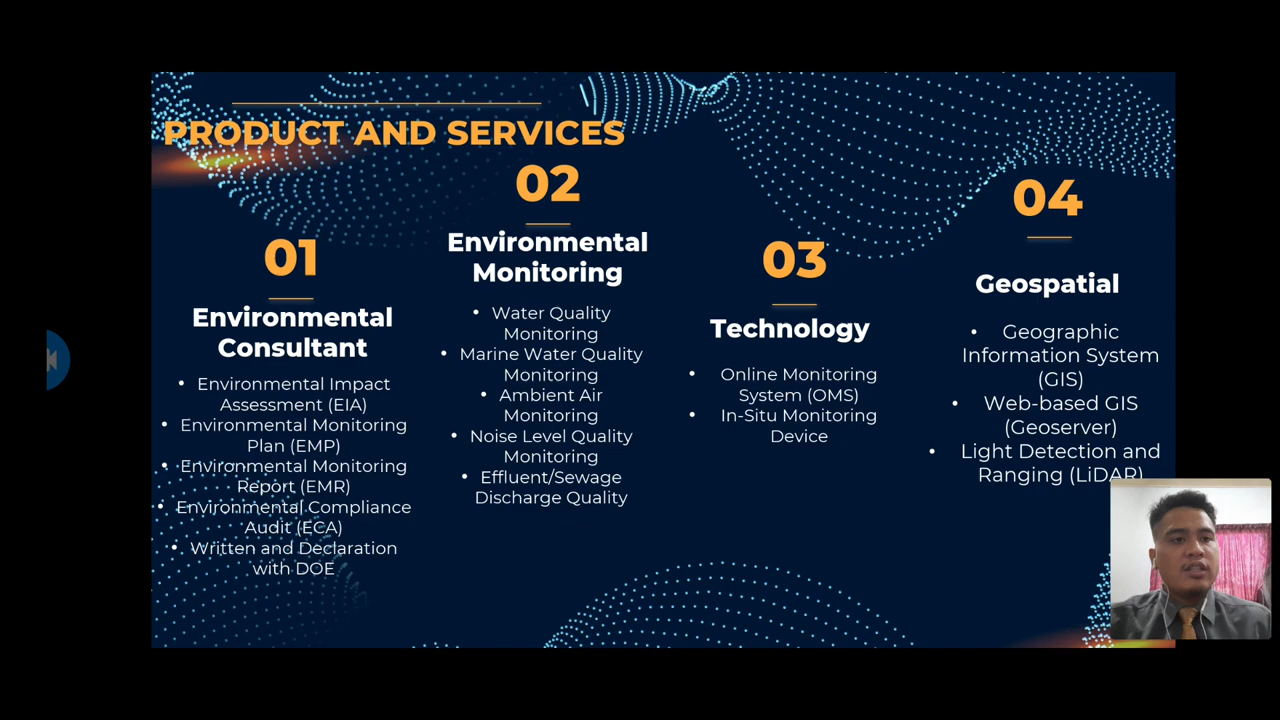 PRODUCT AND SERVICES
01
Environmental
Consultant
• Environmental Impact
Assessment (EIA)
• Environmental Monitoring
Plan (EMP)
• Environmental Monitoring
Report (EMR)
• Environmental Compliance
Audit (ECA)
• Written and Declaration
with DOE
02
Environmental
Monitoring
• Water Quality
Monitoring
• Marine Water Quality
Monitoring
• Ambient Air
Monitoring
• Noise Level Quality
Monitoring
• Effluent/Sewage
Discharge Quality
03
Technology
• Online Monitoring
System (OMS)
• In-Situ Monitoring
Device
04
Geospatial
• Geographic
Information System
(GIS)
• Web-based GIS
(Geoserver)
• Light Detection and
Ranging (LiDAR)